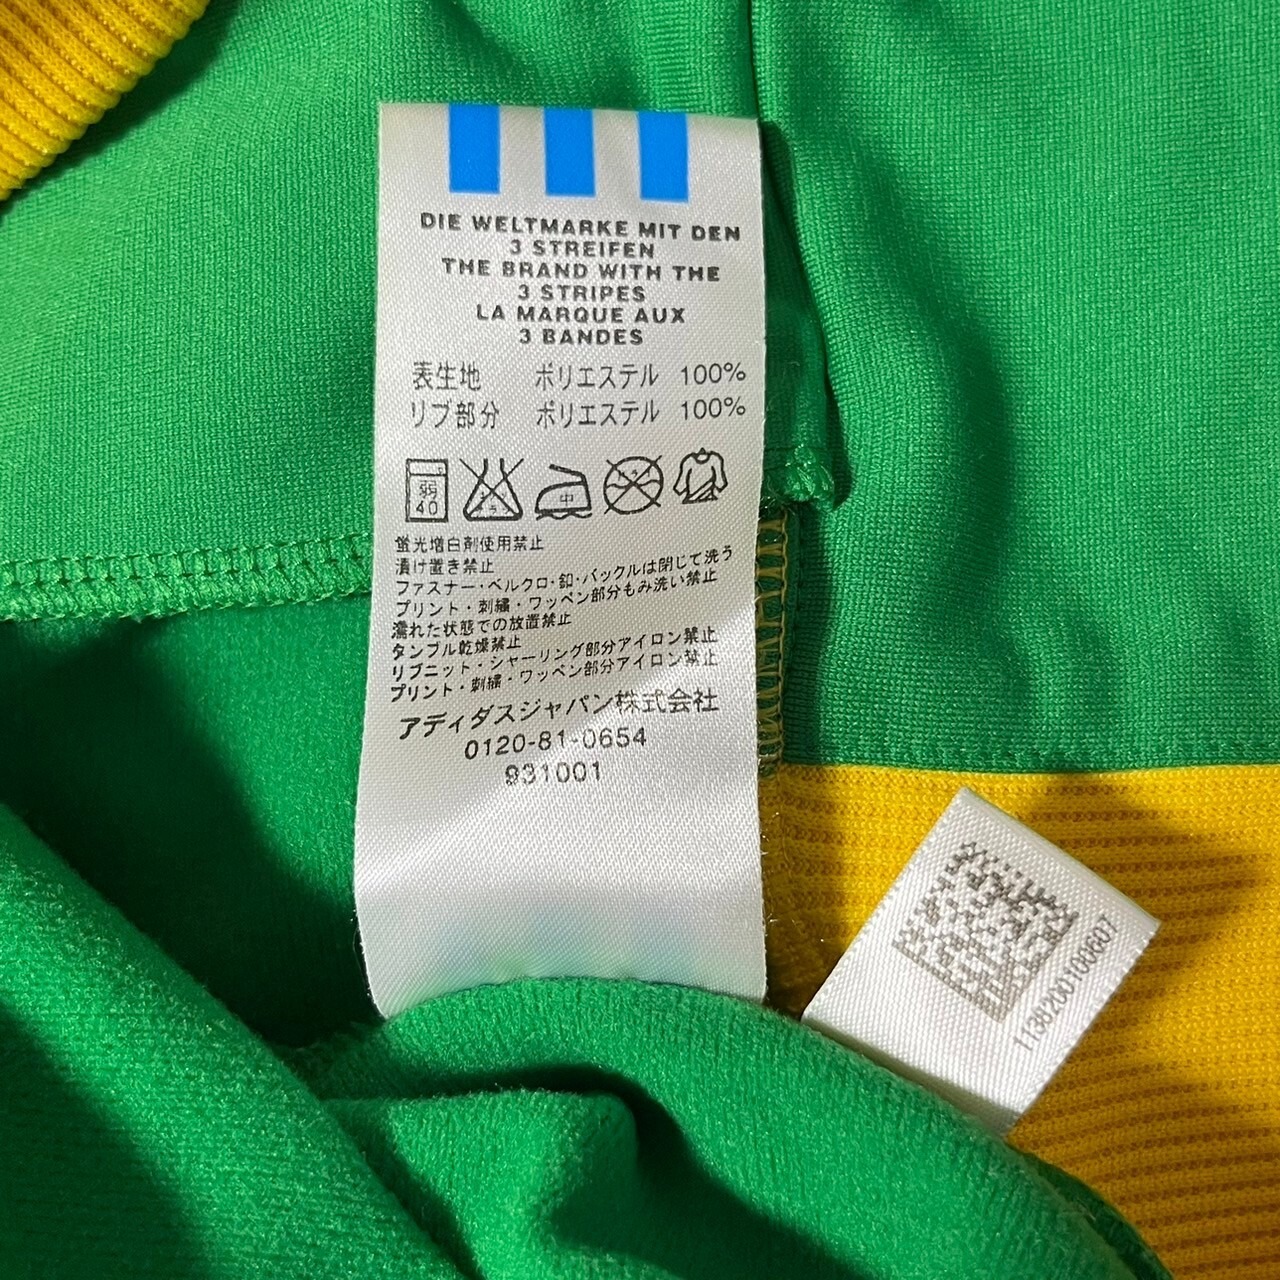 DIE WELTMARKE MIT DEN
3 STREIFEN
THE BRAND WITH THE
3 STRIPES
LA MARQUE AUX
3 BANDES
表生地 ポリエステル 100%
リブ部分 ポリエステル 100%
弱
40
中
蛍光増白剤使用禁止
漬け置き禁止
ファスナー・ベルクロ・釦・バックルは閉じて洗う
プリント・刺繍・ワッペン部分もみ洗い禁止
濡れた状態での放置禁止
タンブル乾燥禁止
リブニット・シャーリング部分アイロン禁止
プリント・刺繍・ワッペン部分アイロン禁止
アディダスジャパン株式会社
0120-81-0654
931001
1138200100607